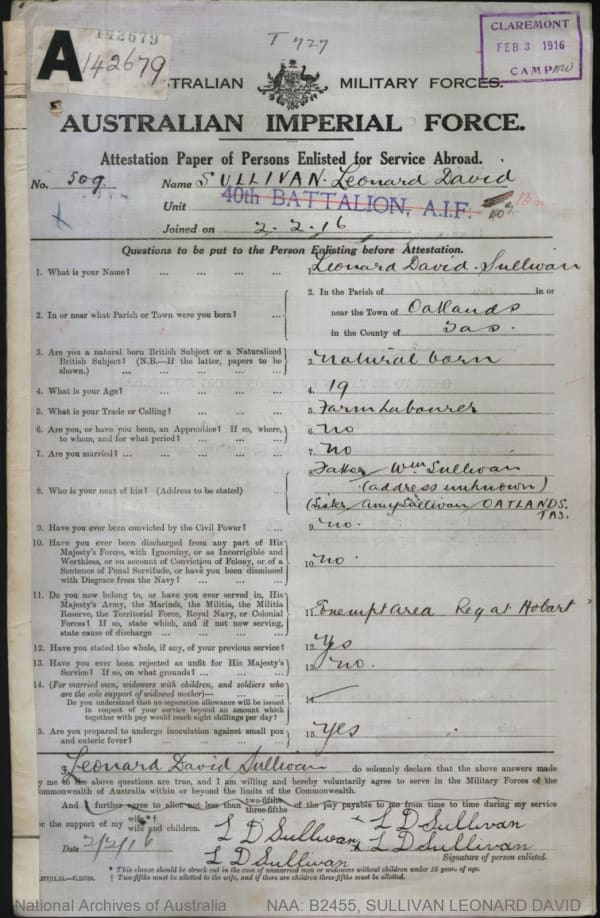 142679
A 142679
T 727
CLAREMONT
FEB 3 1916
CAMP
AUSTRALIAN MILITARY FORCES.
AUSTRALIAN IMPERIAL FORCE.
Attestation Paper of Persons Enlisted for Service Abroad.
No. 509. Name SULLIVAN. Leonard David
Unit 40th BATTALION, A.I.F.
Joined on 2.2.16
Questions to be put to the Person Enlisting before Attestation.
1. What is your Name? ... ... ... ... 1. Leonard David Sullivan
2. In the Parish of in or
2. In or near what Parish or Town were you born? ... near the Town of Oatlands
in the County of Tas.
3. Are you a natural born British Subject or a Naturalized
British Subject? (N.B.—If the latter, papers to be 3. natural born
shown.) ... ... ... ... ...
4. What is your Age? ... ... ... ... 4. 19
5. What is your Trade or Calling? ... ... ... 5. Farm Labourer
6. Are you, or have you been, an Apprentice? If so, where, 6. No
to whom, and for what period? ... ... ...
7. Are you married? ... ... ... ... ... 7. No
8. Father Wm Sullivan
8. Who is your next of kin? (Address to be stated) ... (address unknown)
(Sister Amy Sullivan OATLANDS.
TAS.
9. Have you ever been convicted by the Civil Power? ... 9. no.
10. Have you ever been discharged from any part of His
Majesty's Forces, with Ignominy, or as Incorrigible and
Worthless, or on account of Conviction of Felony, or of a 10. no.
Sentence of Penal Servitude, or have you been dismissed
with Disgrace from the Navy? ... ... ...
11. Do you now belong to, or have you ever served in, His
Majesty's Army, the Marines, the Militia, the Militia
Reserve, the Territorial Force, Royal Navy, or Colonial 11. Exempt Area Reg at Hobart
Forces? If so, state which, and if not now serving,
state cause of discharge ... ... ... ...
12. Have you stated the whole, if any, of your previous service? 12. Yes
13. Have you ever been rejected as unfit for His Majesty's 13. no.
Service? If so, on what grounds? ... ... ...
14. (For married men, widowers with children, and soldiers who
are the sole support of widowed mother)—
Do you understand that no separation allowance will be issued 14
in respect of your service beyond an amount which
together with pay would reach eight shillings per day?
15. Are you prepared to undergo inoculation against small pox 15. Yes
and enteric fever? ... ... ... ...
Leonard David Sullivan do solemnly declare that the above answers made
by me to the above questions are true, and I am willing and hereby voluntarily agree to serve in the Military Forces of the
Commonwealth of Australia within or beyond the limits of the Commonwealth.
And I further agree to allot not less than two-fifths three-fifths of the pay payable to me from time to time during my service
for the support of my wife*† wife and children. L D Sullivan L D Sullivan
Date 2/2/16 L D Sullivan
L D Sullivan Signature of person enlisted.
* This clause should be struck out in the case of unmarried men or widowers without children under 18 years of age.
† Two-fifths must be allotted to the wife, and if there are children three-fifths must be allotted.
National Archives of Australia NAA: B2455, SULLIVAN LEONARD DAVID